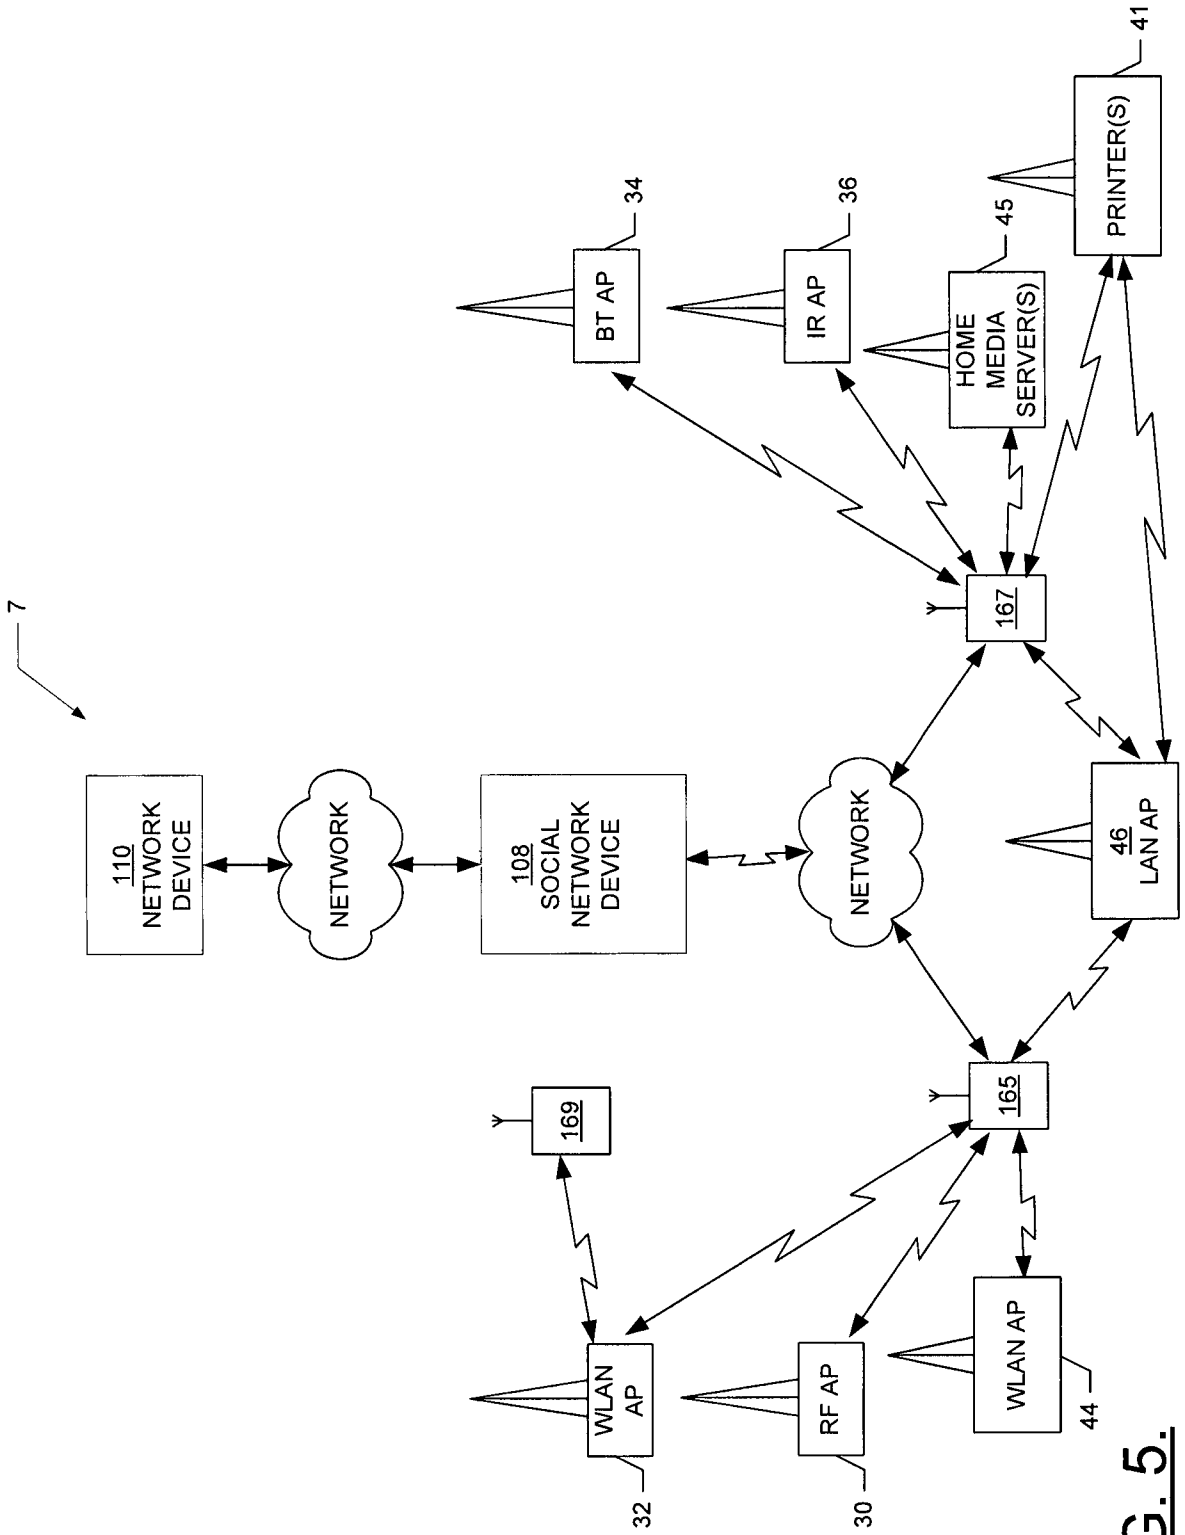 7
110
NETWORK
DEVICE
NETWORK
108
SOCIAL
NETWORK
DEVICE
169
WLAN
AP
32
BT AP
34
RF AP
30
NETWORK
IR AP
36
165
167
WLAN AP
44
HOME
MEDIA
SERVER(S)
45
46
LAN AP
PRINTER(S)
41
G. 5.